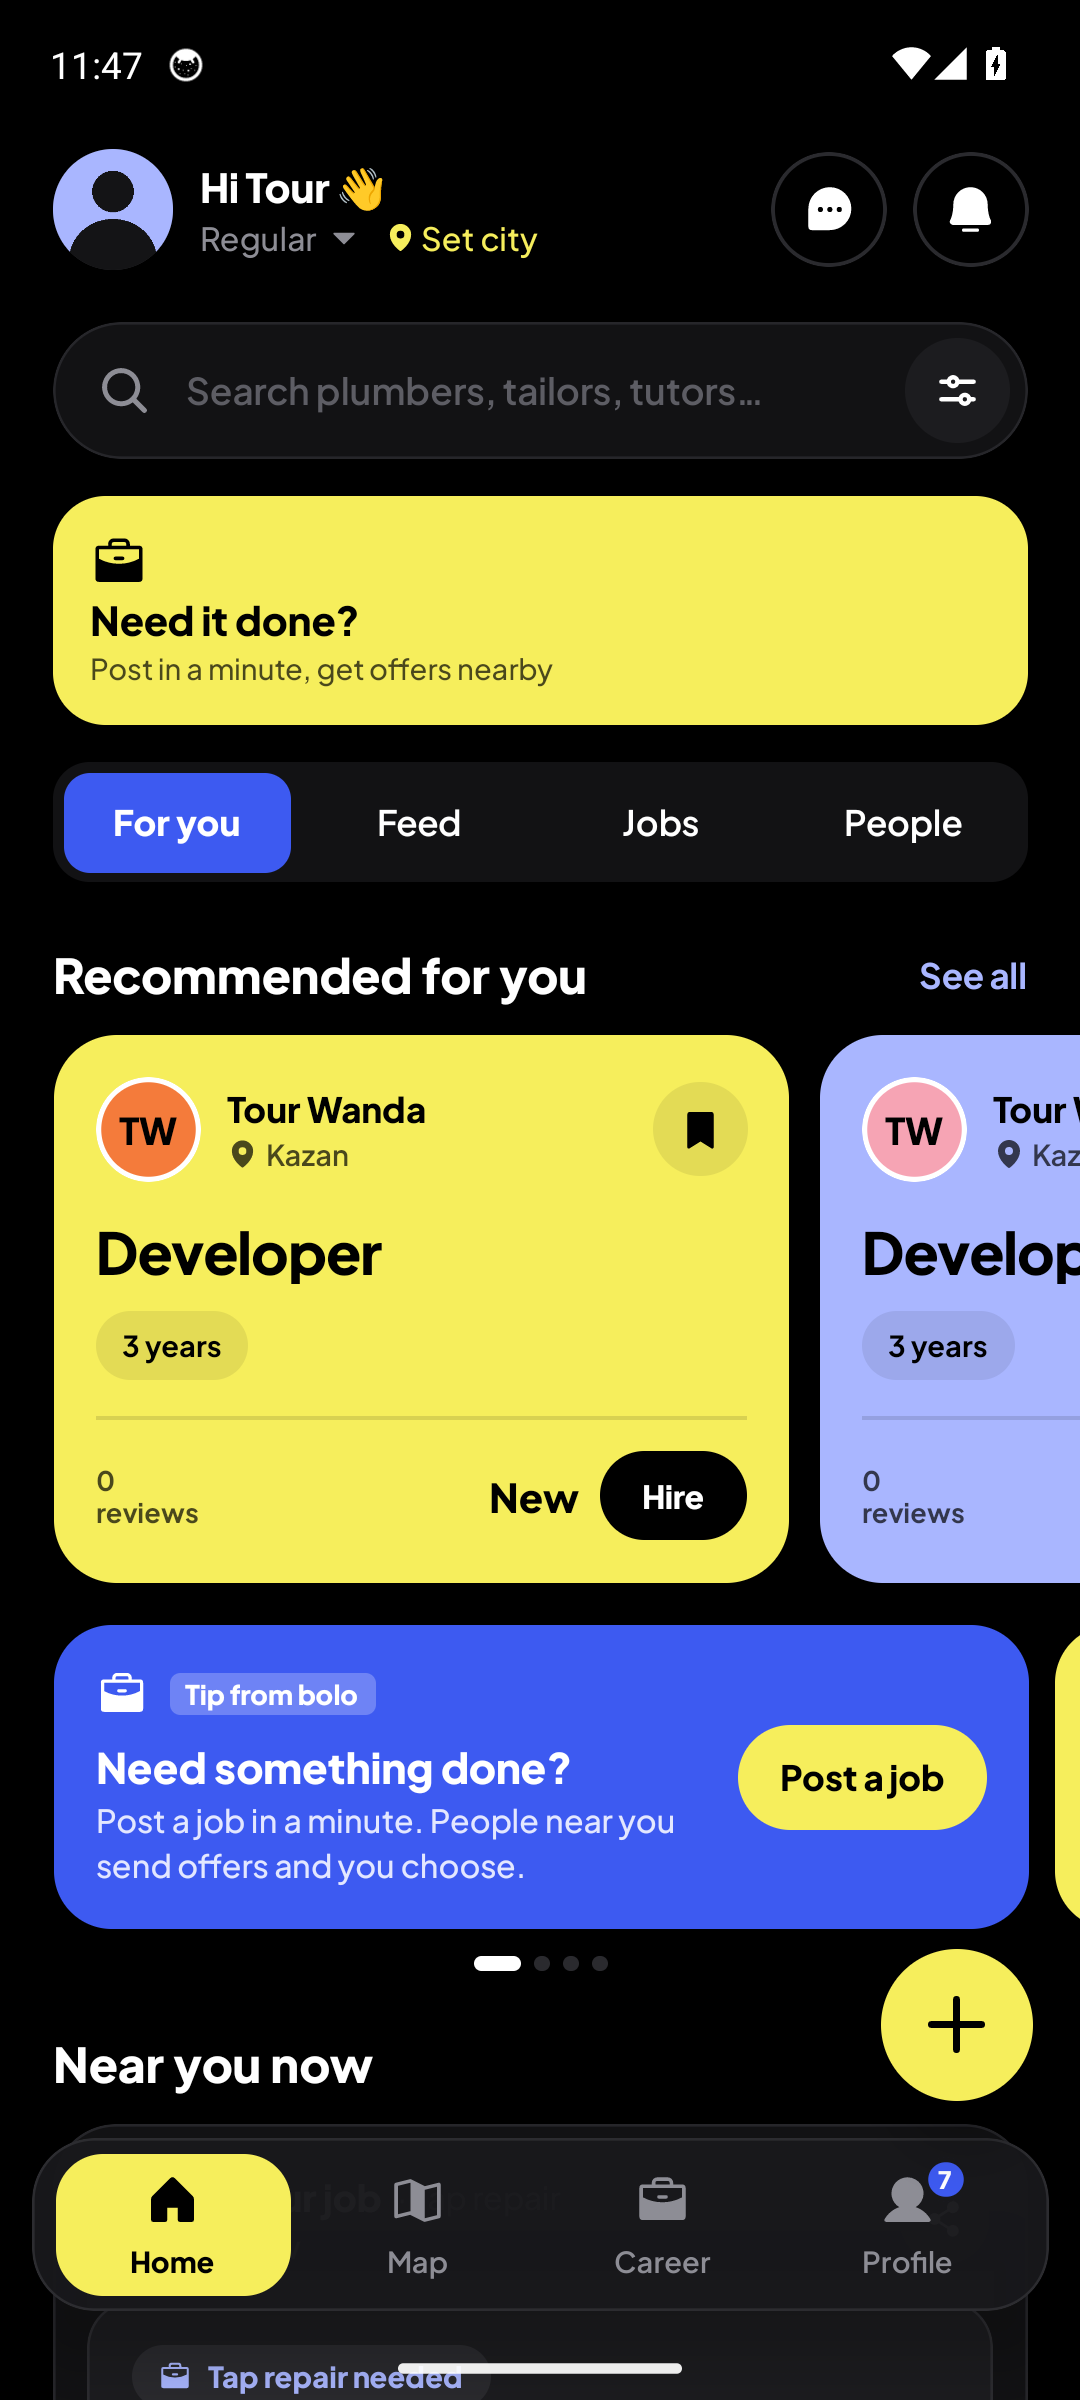 11:47
Hi Tour 👋
Regular
Set city
Search plumbers, tailors, tutors...
Need it done?
Post in a minute, get offers nearby
For you
Feed
Jobs
People
Recommended for you
See all
TW
Tour Wanda
Kazan
Developer
3 years
0
reviews
New
Hire
TW
Tour
3 years
0
reviews
Tip from bolo
Need something done?
Post a job in a minute. People near you
send offers and you choose.
Post a job
Near you now
job
repair
Home
Map
Career
7
Profile
Tap repair needed